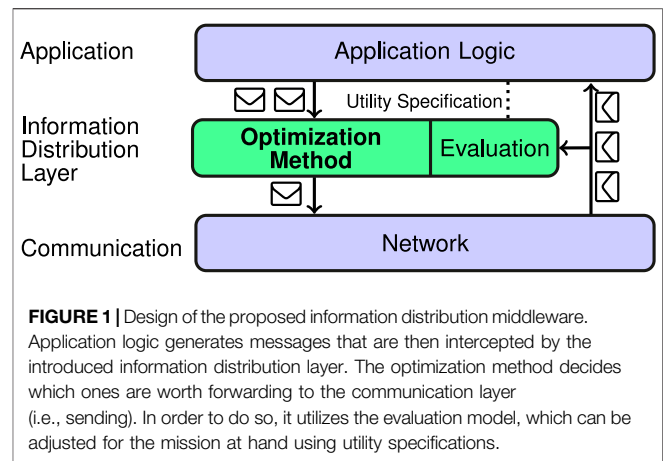 Application
Application Logic
Utility Specification
Information
Distribution
Layer
Optimization
Method
Evaluation
Communication
Network
FIGURE 1 | Design of the proposed information distribution middleware.
Application logic generates messages that are then intercepted by the
introduced information distribution layer. The optimization method decides
which ones are worth forwarding to the communication layer
(i.e., sending). In order to do so, it utilizes the evaluation model, which can be
adjusted for the mission at hand using utility specifications.